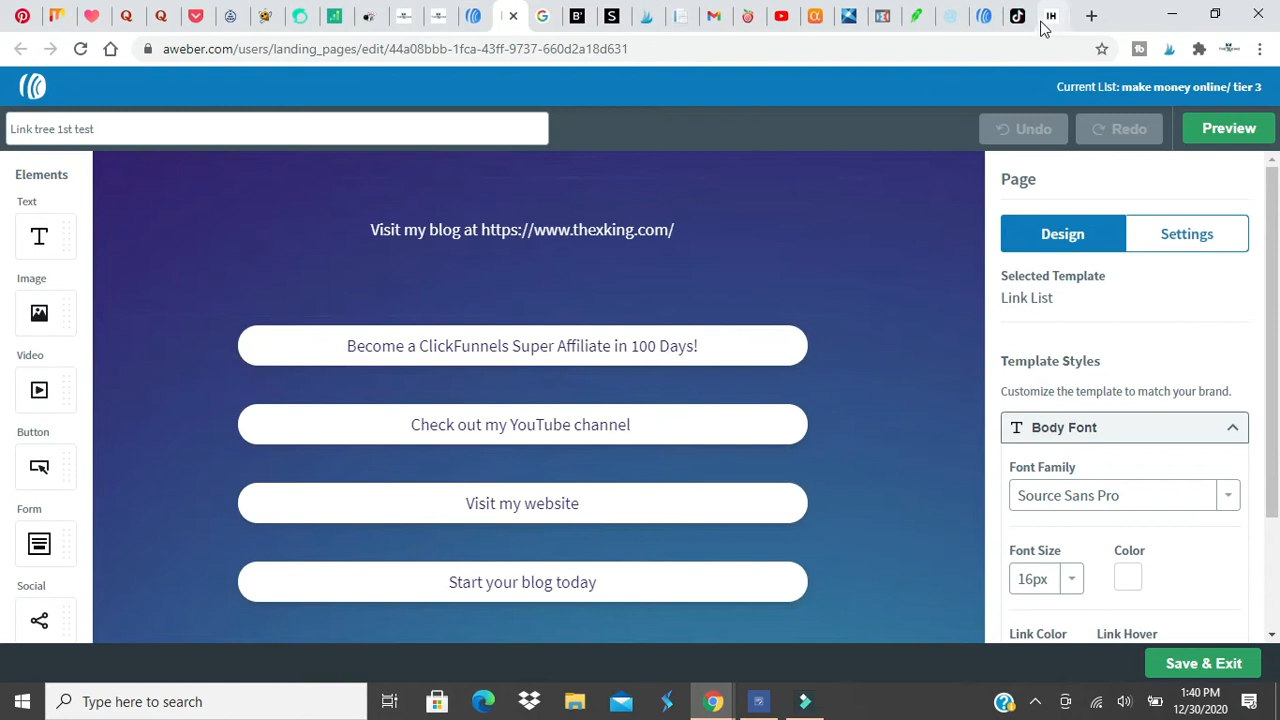 aweber.com/users/landing_pages/edit/44a08bbb-1fca-43ff-9737-660d2a18d631
Current List: make money online/ tier 3
Link tree 1st test
Undo
Redo
Preview
Elements
Text
Image
Video
Button
Form
Social
Visit my blog at https://www.thexking.com/
Become a ClickFunnels Super Affiliate in 100 Days!
Check out my YouTube channel
Visit my website
Start your blog today
Page
Design
Settings
Selected Template
Link List
Template Styles
Customize the template to match your brand.
Body Font
Font Family
Source Sans Pro
Font Size
Color
16px
Link Color
Link Hover
Save & Exit
Type here to search
1:40 PM
12/30/2020